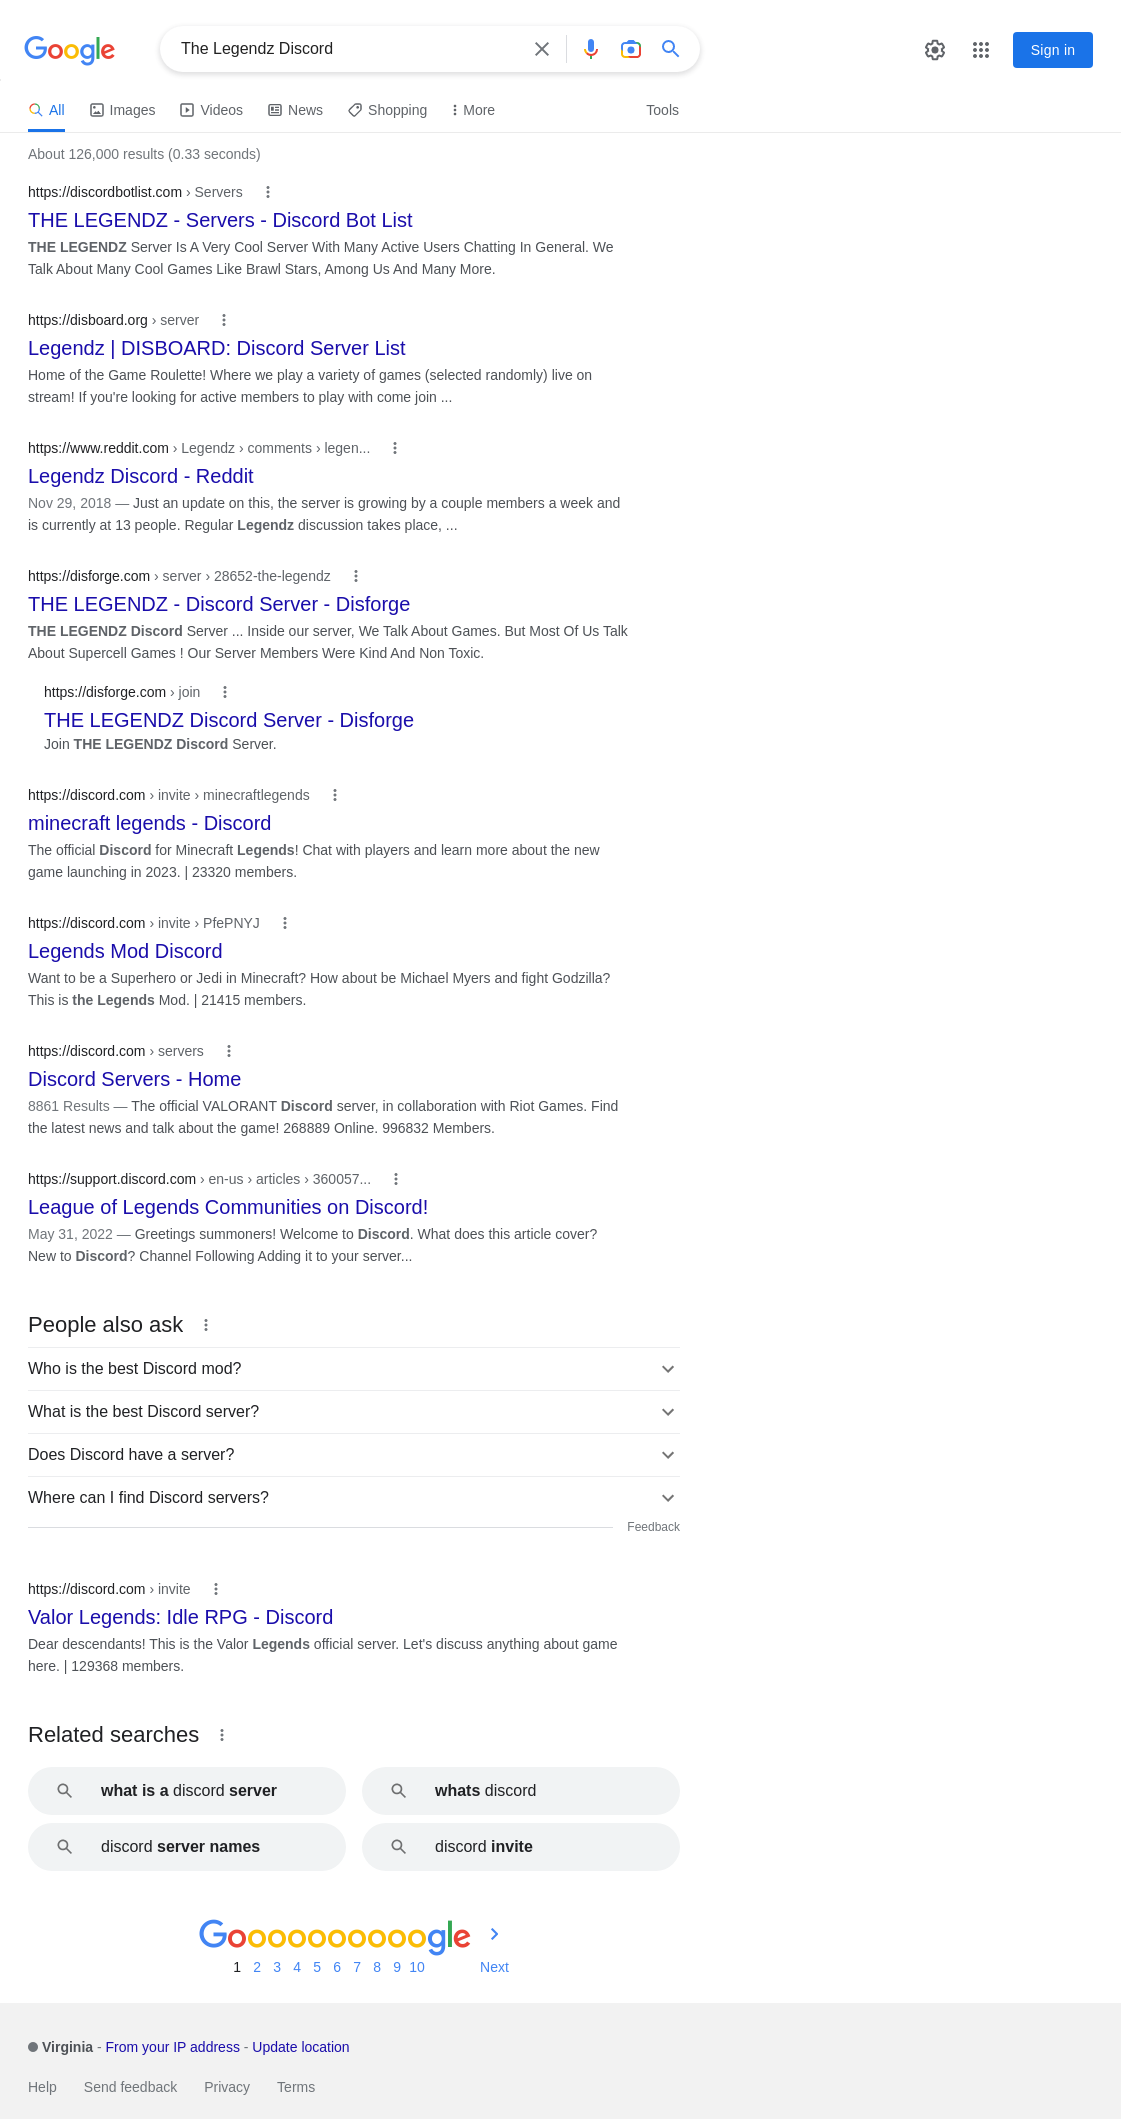 Google
The Legendz Discord
Sign in
All Images Videos News Shopping More Tools
About 126,000 results (0.33 seconds)
https://discordbotlist.com › Servers
THE LEGENDZ - Servers - Discord Bot List
THE LEGENDZ Server Is A Very Cool Server With Many Active Users Chatting In General. We
Talk About Many Cool Games Like Brawl Stars, Among Us And Many More.
https://disboard.org › server
Legendz | DISBOARD: Discord Server List
Home of the Game Roulette! Where we play a variety of games (selected randomly) live on
stream! If you're looking for active members to play with come join ...
https://www.reddit.com › Legendz › comments › legen...
Legendz Discord - Reddit
Nov 29, 2018 — Just an update on this, the server is growing by a couple members a week and
is currently at 13 people. Regular Legendz discussion takes place, ...
https://disforge.com › server › 28652-the-legendz
THE LEGENDZ - Discord Server - Disforge
THE LEGENDZ Discord Server ... Inside our server, We Talk About Games. But Most Of Us Talk
About Supercell Games ! Our Server Members Were Kind And Non Toxic.
https://disforge.com › join
THE LEGENDZ Discord Server - Disforge
Join THE LEGENDZ Discord Server.
https://discord.com › invite › minecraftlegends
minecraft legends - Discord
The official Discord for Minecraft Legends! Chat with players and learn more about the new
game launching in 2023. | 23320 members.
https://discord.com › invite › PfePNYJ
Legends Mod Discord
Want to be a Superhero or Jedi in Minecraft? How about be Michael Myers and fight Godzilla?
This is the Legends Mod. | 21415 members.
https://discord.com › servers
Discord Servers - Home
8861 Results — The official VALORANT Discord server, in collaboration with Riot Games. Find
the latest news and talk about the game! 268889 Online. 996832 Members.
https://support.discord.com › en-us › articles › 360057...
League of Legends Communities on Discord!
May 31, 2022 — Greetings summoners! Welcome to Discord. What does this article cover?
New to Discord? Channel Following Adding it to your server...
People also ask
Who is the best Discord mod?
What is the best Discord server?
Does Discord have a server?
Where can I find Discord servers?
Feedback
https://discord.com › invite
Valor Legends: Idle RPG - Discord
Dear descendants! This is the Valor Legends official server. Let's discuss anything about game
here. | 129368 members.
Related searches
what is a discord server
whats discord
discord server names
discord invite
Goooooooooogle
1 2 3 4 5 6 7 8 9 10 Next
Virginia - From your IP address - Update location
Help Send feedback Privacy Terms